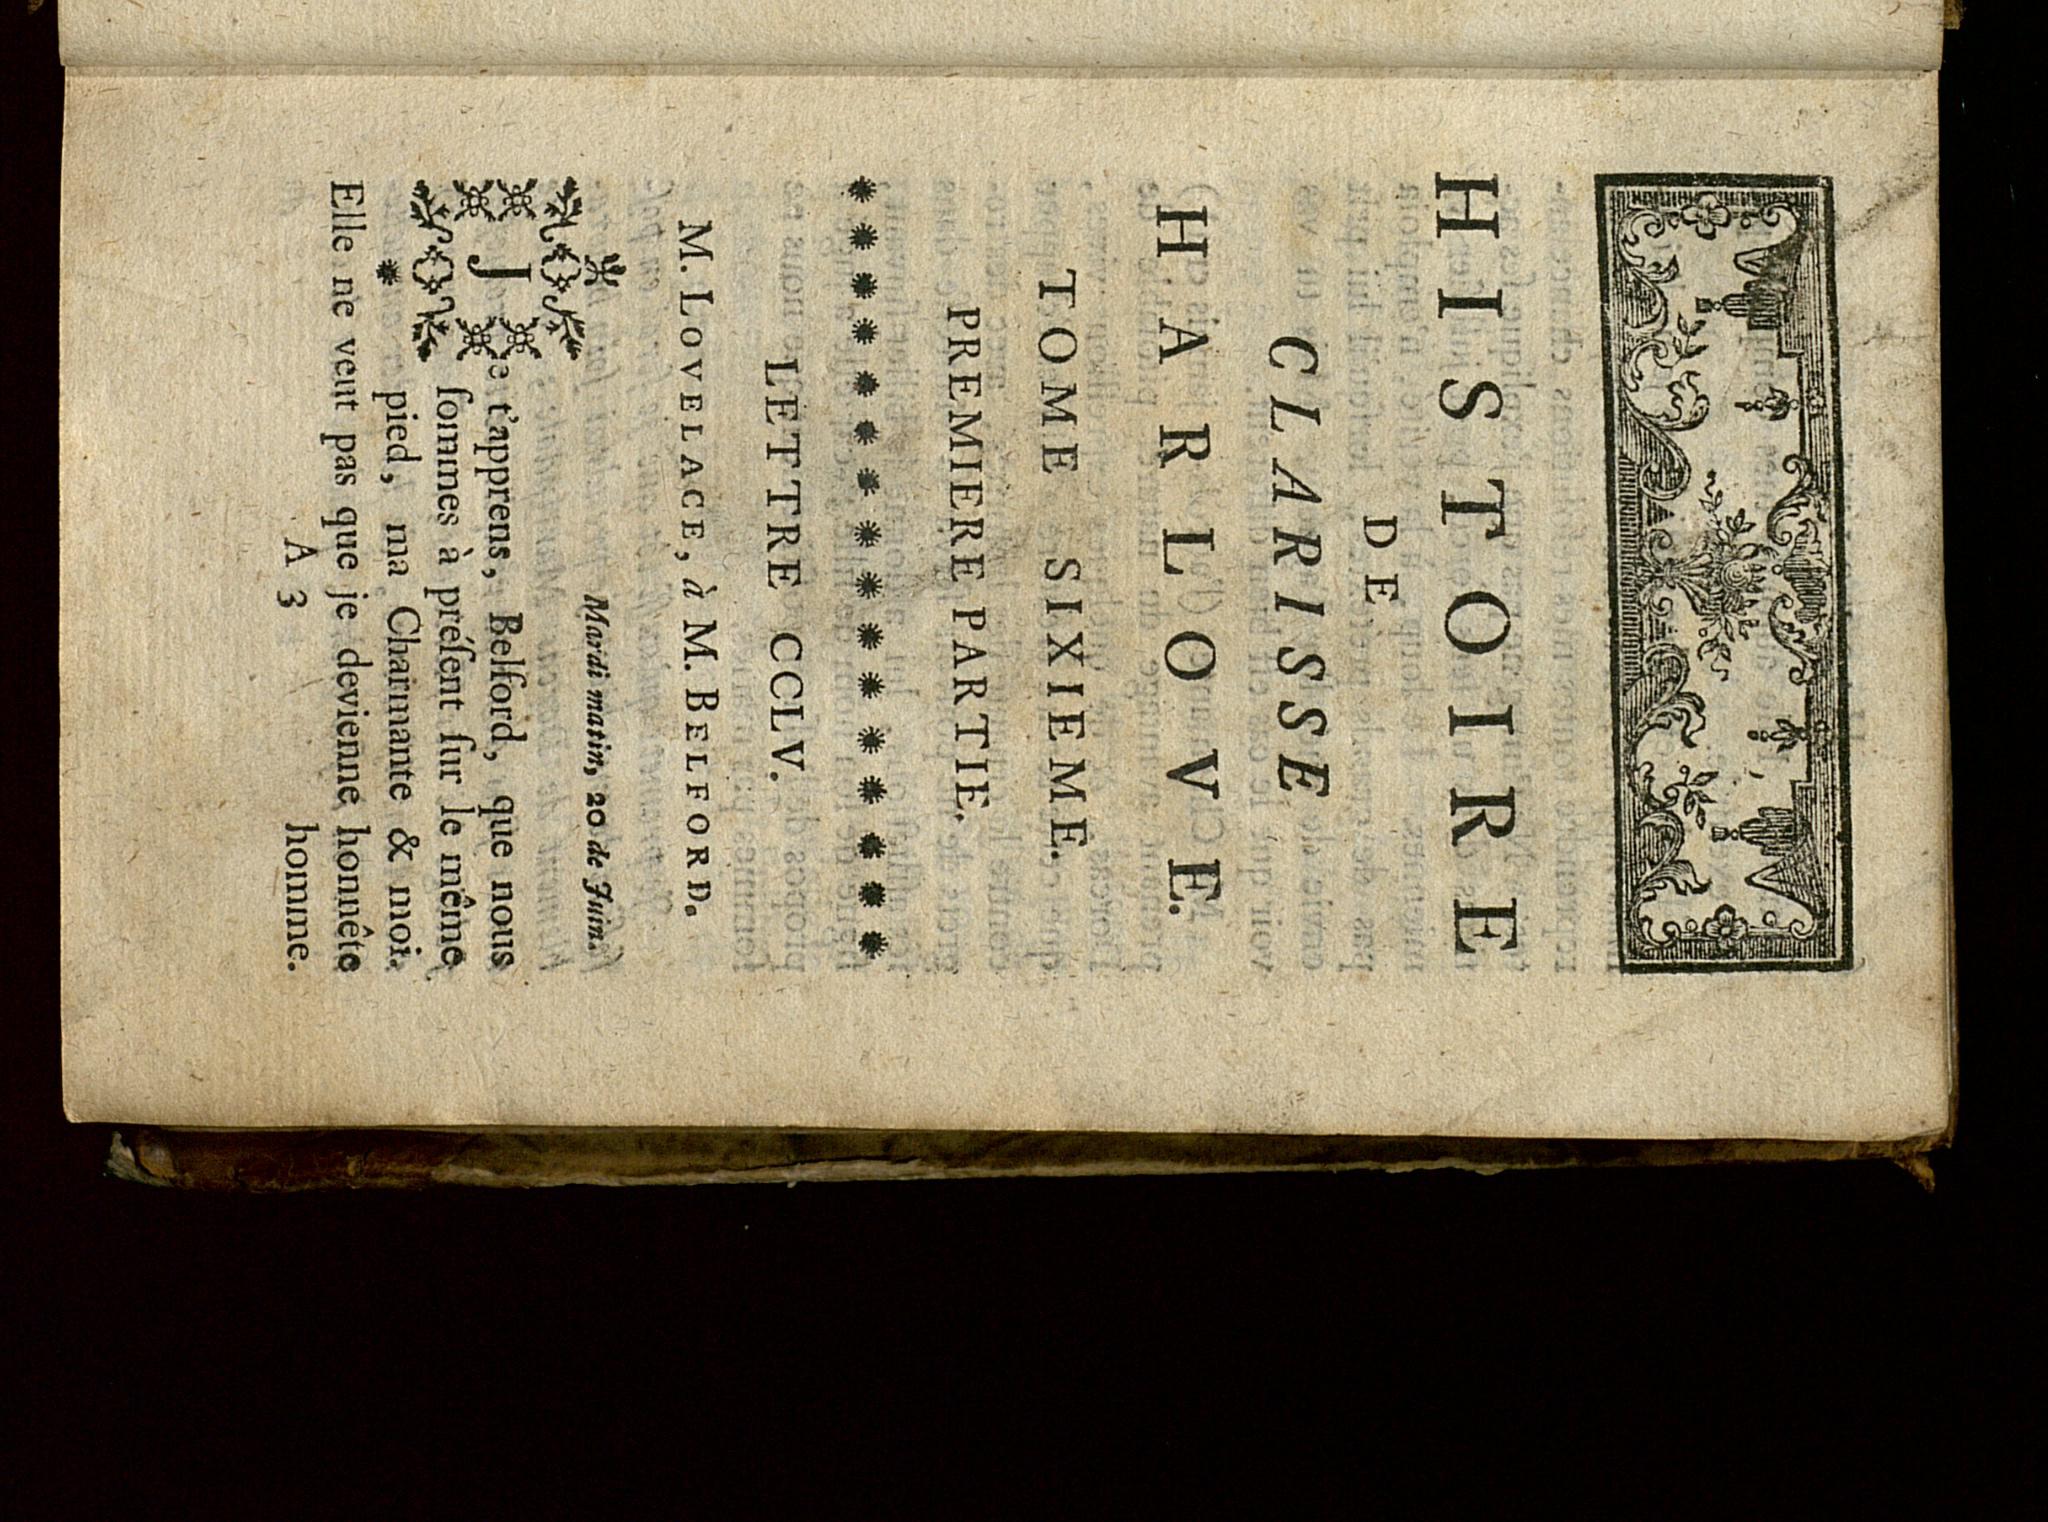 HISTOIRE
DE
CLARISSE
HARLOVE.
TOME SIXIEME.
PREMIERE PARTIE.
LETTRE CCLV.
M. LOVELACE, à M. BELFORD.
Mardi matin, 20 de Juin.
Je t'apprens, Belford, que nous
ſommes à préſent ſur le même
pied, ma Charmante & moi.
Elle ne veut pas que je devienne honnête
A 3
homme.